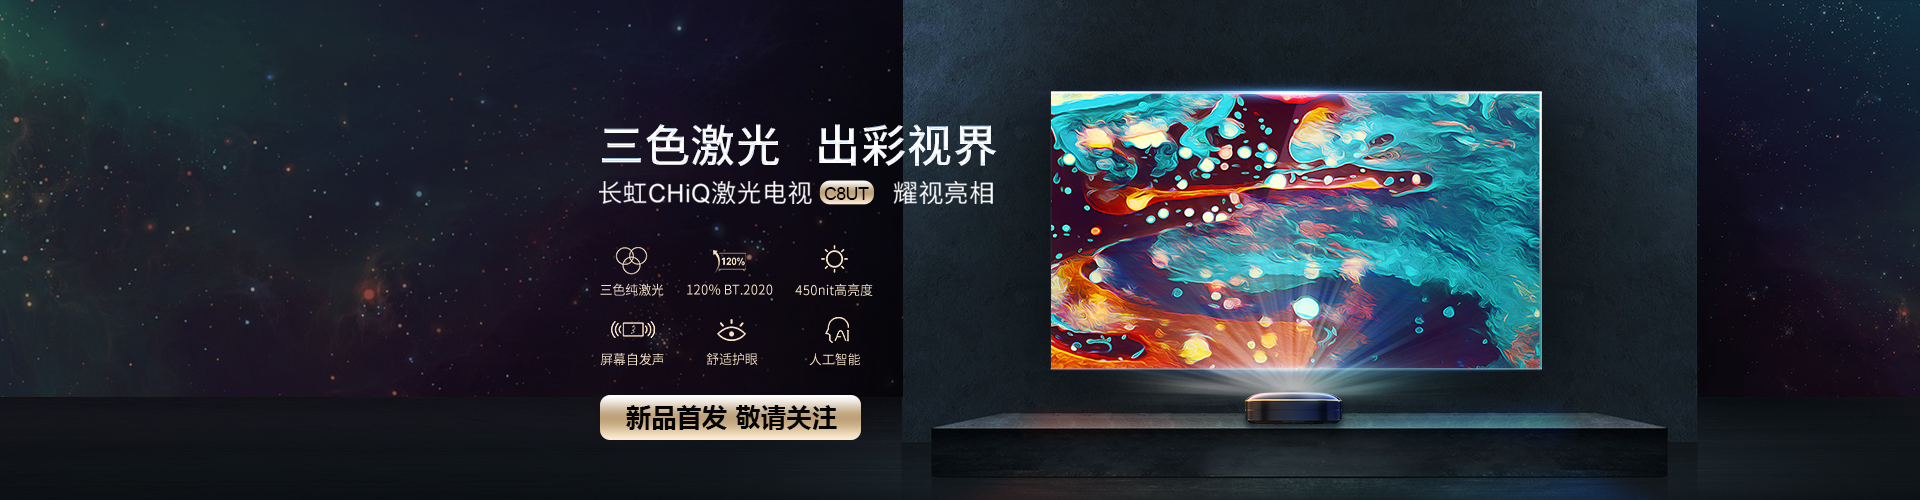 三色激光 出彩视界
长虹CHiQ激光电视 C8UT 耀视亮相
120%
三色纯激光 120% BT.2020 450nit高亮度
AI
屏幕自发声 舒适护眼 人工智能
新品首发 敬请关注